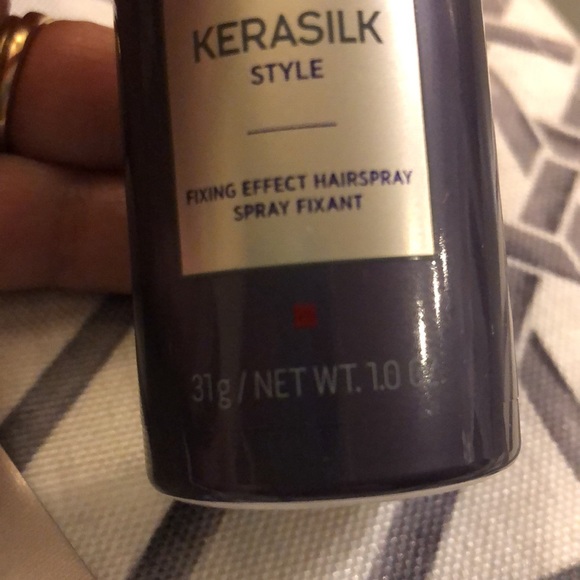 KERASILK
STYLE
FIXING EFFECT HAIRSPRAY
SPRAY FIXANT
31g / NET WT. 1.0